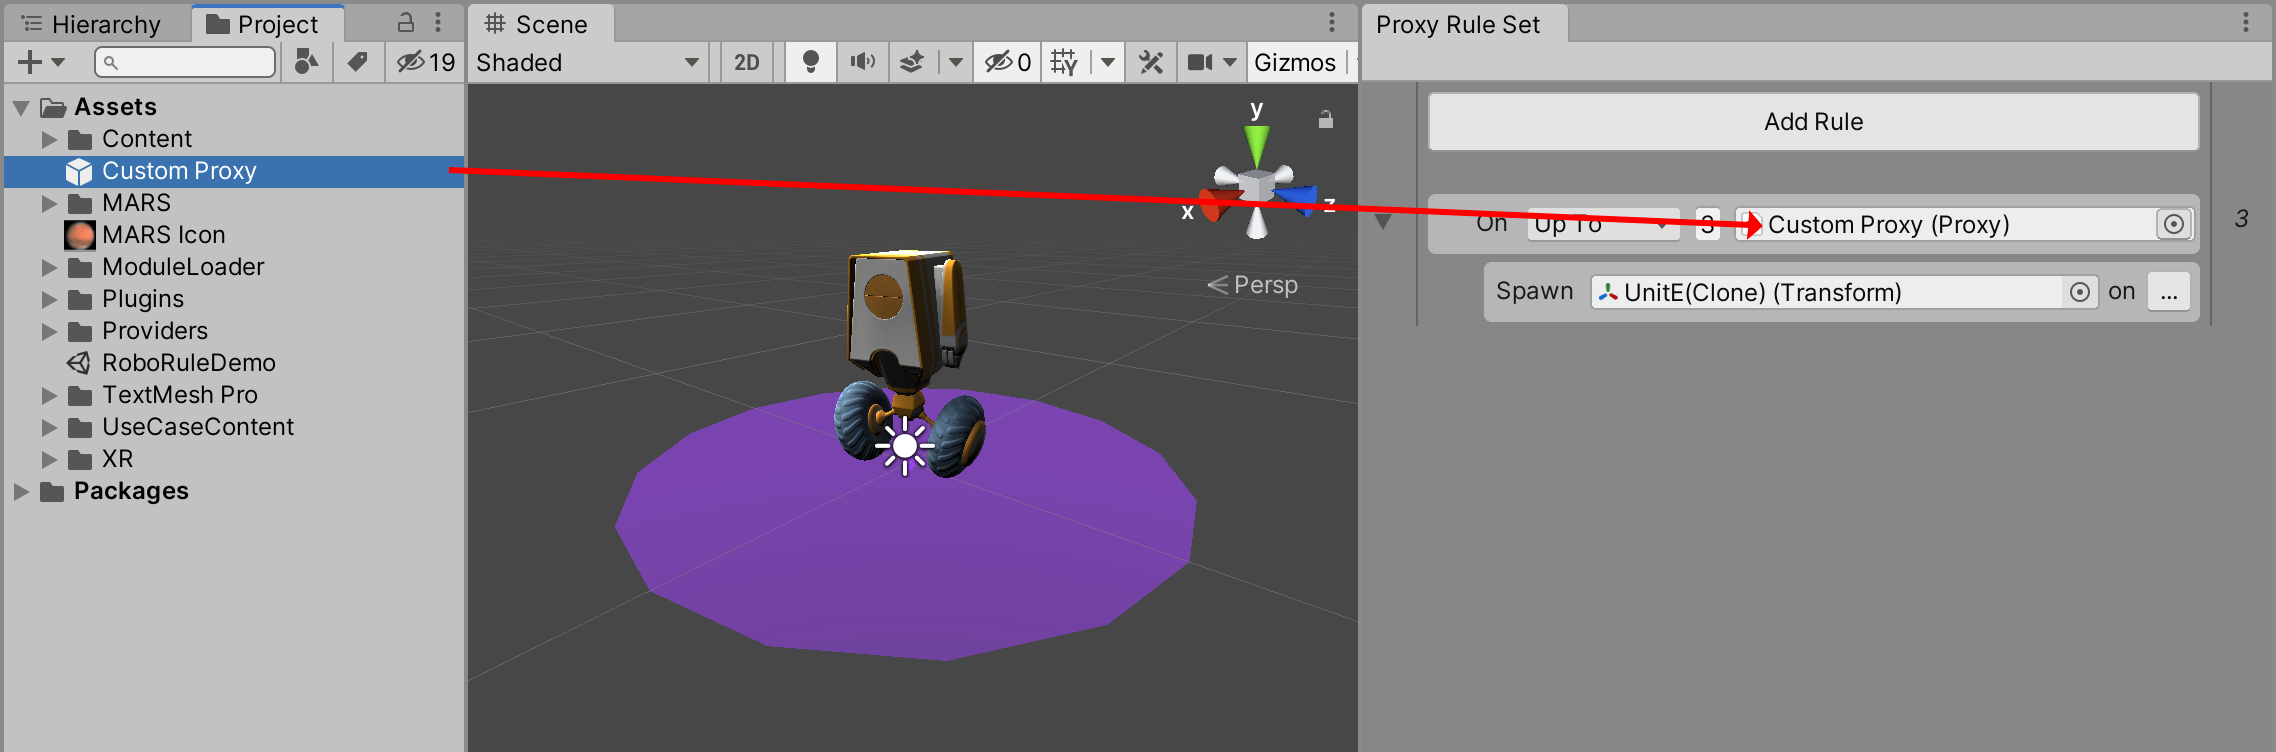 Hierarchy
Project
19
Assets
Content
Custom Proxy
MARS
MARS Icon
ModuleLoader
Plugins
Providers
RoboRuleDemo
TextMesh Pro
UseCaseContent
XR
Packages
Scene
Shaded
2D
0
Gizmos
y
x
z
Persp
Proxy Rule Set
Add Rule
On Up To 3 Custom Proxy (Proxy)
3
Spawn UnitE(Clone) (Transform) on ...